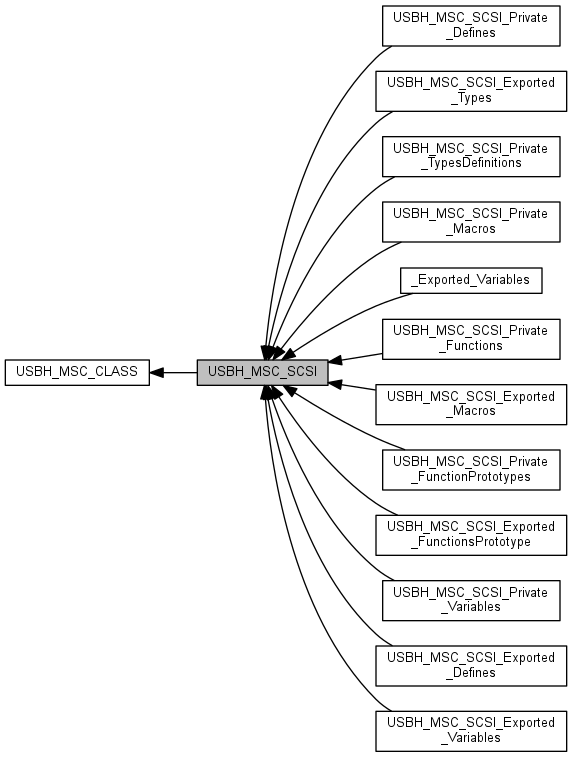 USBH_MSC_SCSI_Private
_Defines
USBH_MSC_SCSI_Exported
_Types
USBH_MSC_SCSI_Private
_TypesDefinitions
USBH_MSC_SCSI_Private
_Macros
_Exported_Variables
USBH_MSC_SCSI_Private
_Functions
USBH_MSC_CLASS
USBH_MSC_SCSI
USBH_MSC_SCSI_Exported
_Macros
USBH_MSC_SCSI_Private
_FunctionPrototypes
USBH_MSC_SCSI_Exported
_FunctionsPrototype
USBH_MSC_SCSI_Private
_Variables
USBH_MSC_SCSI_Exported
_Defines
USBH_MSC_SCSI_Exported
_Variables